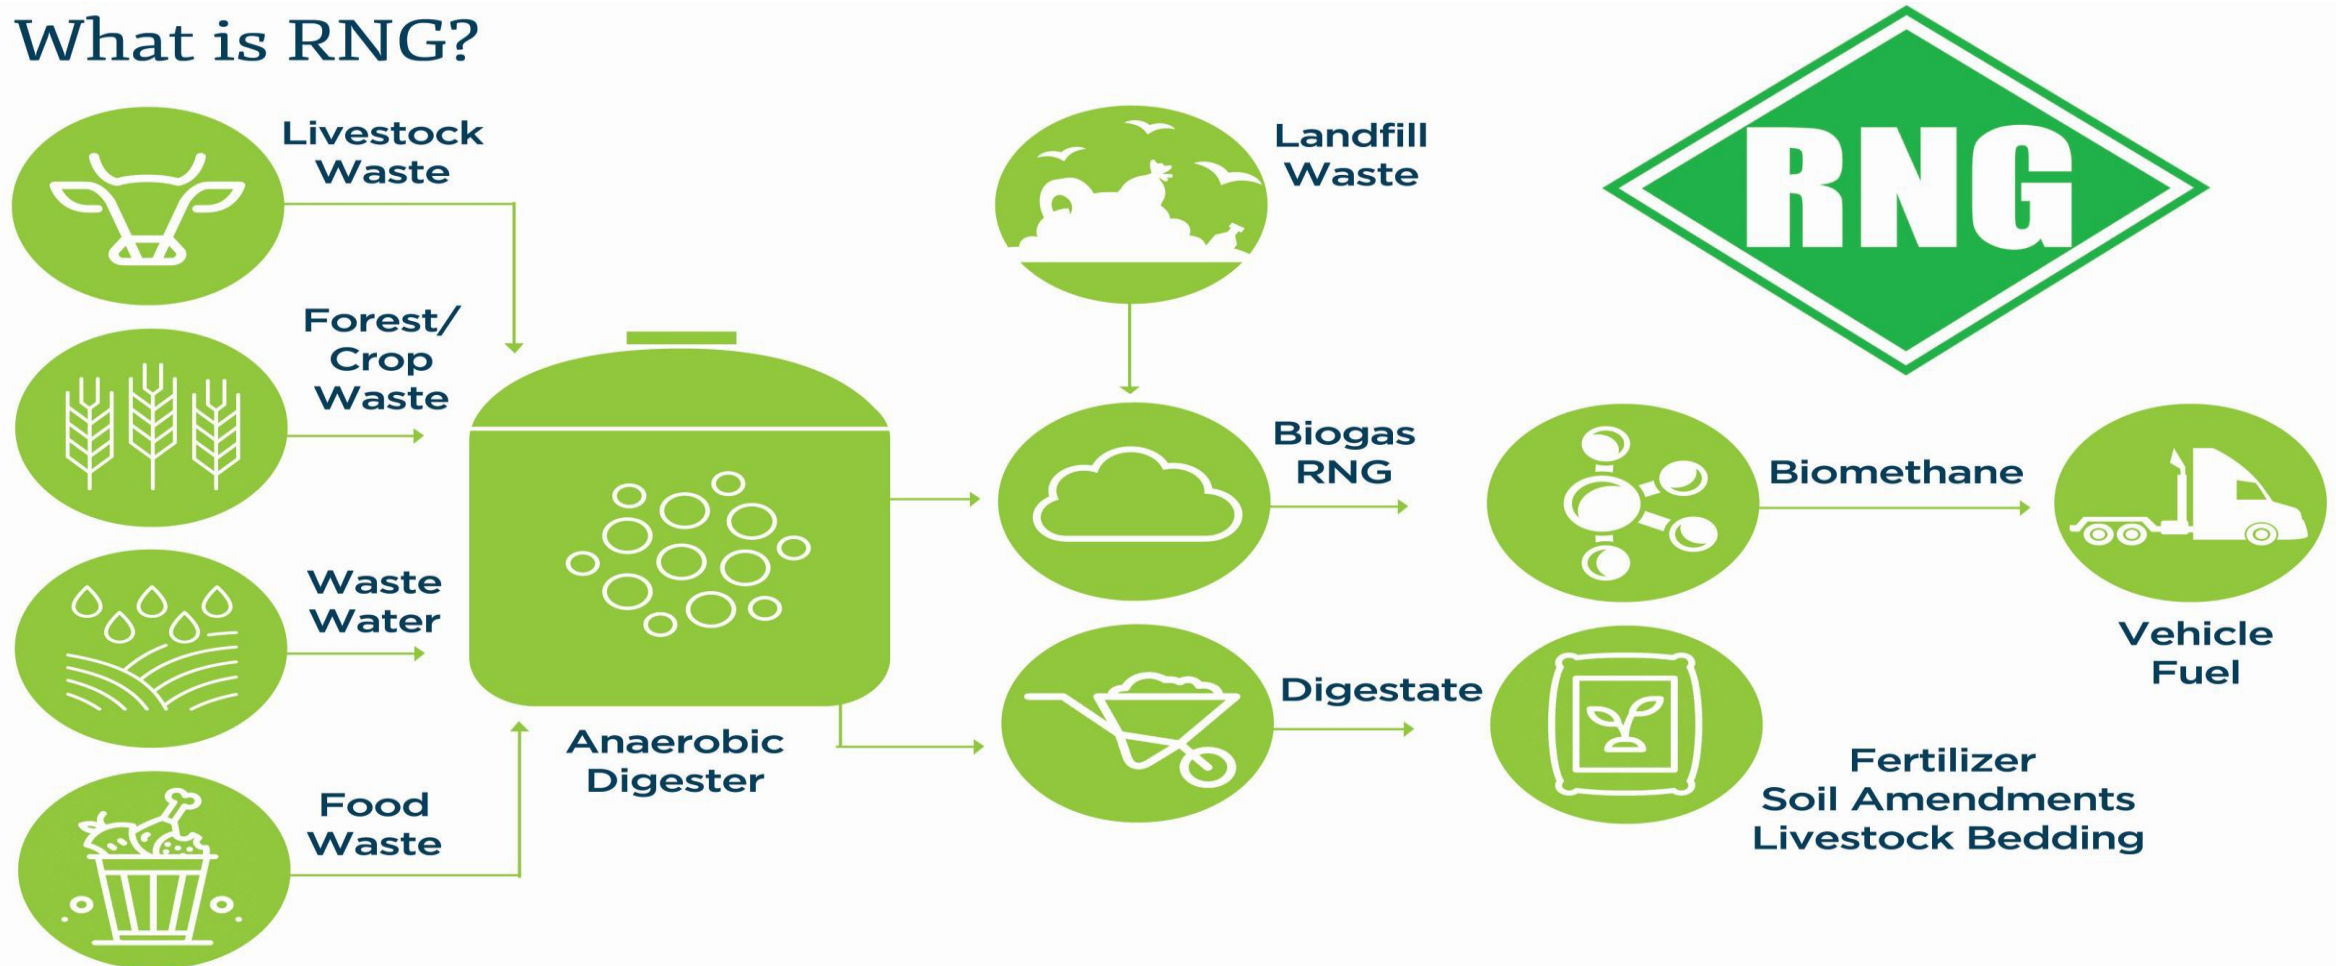 What is RNG?
Livestock
Waste
Forest/
Crop
Waste
Waste
Water
Food
Waste
Anaerobic
Digester
Landfill
Waste
Biogas
RNG
Digestate
Biomethane
Vehicle
Fuel
Fertilizer
Soil Amendments
Livestock Bedding
RNG